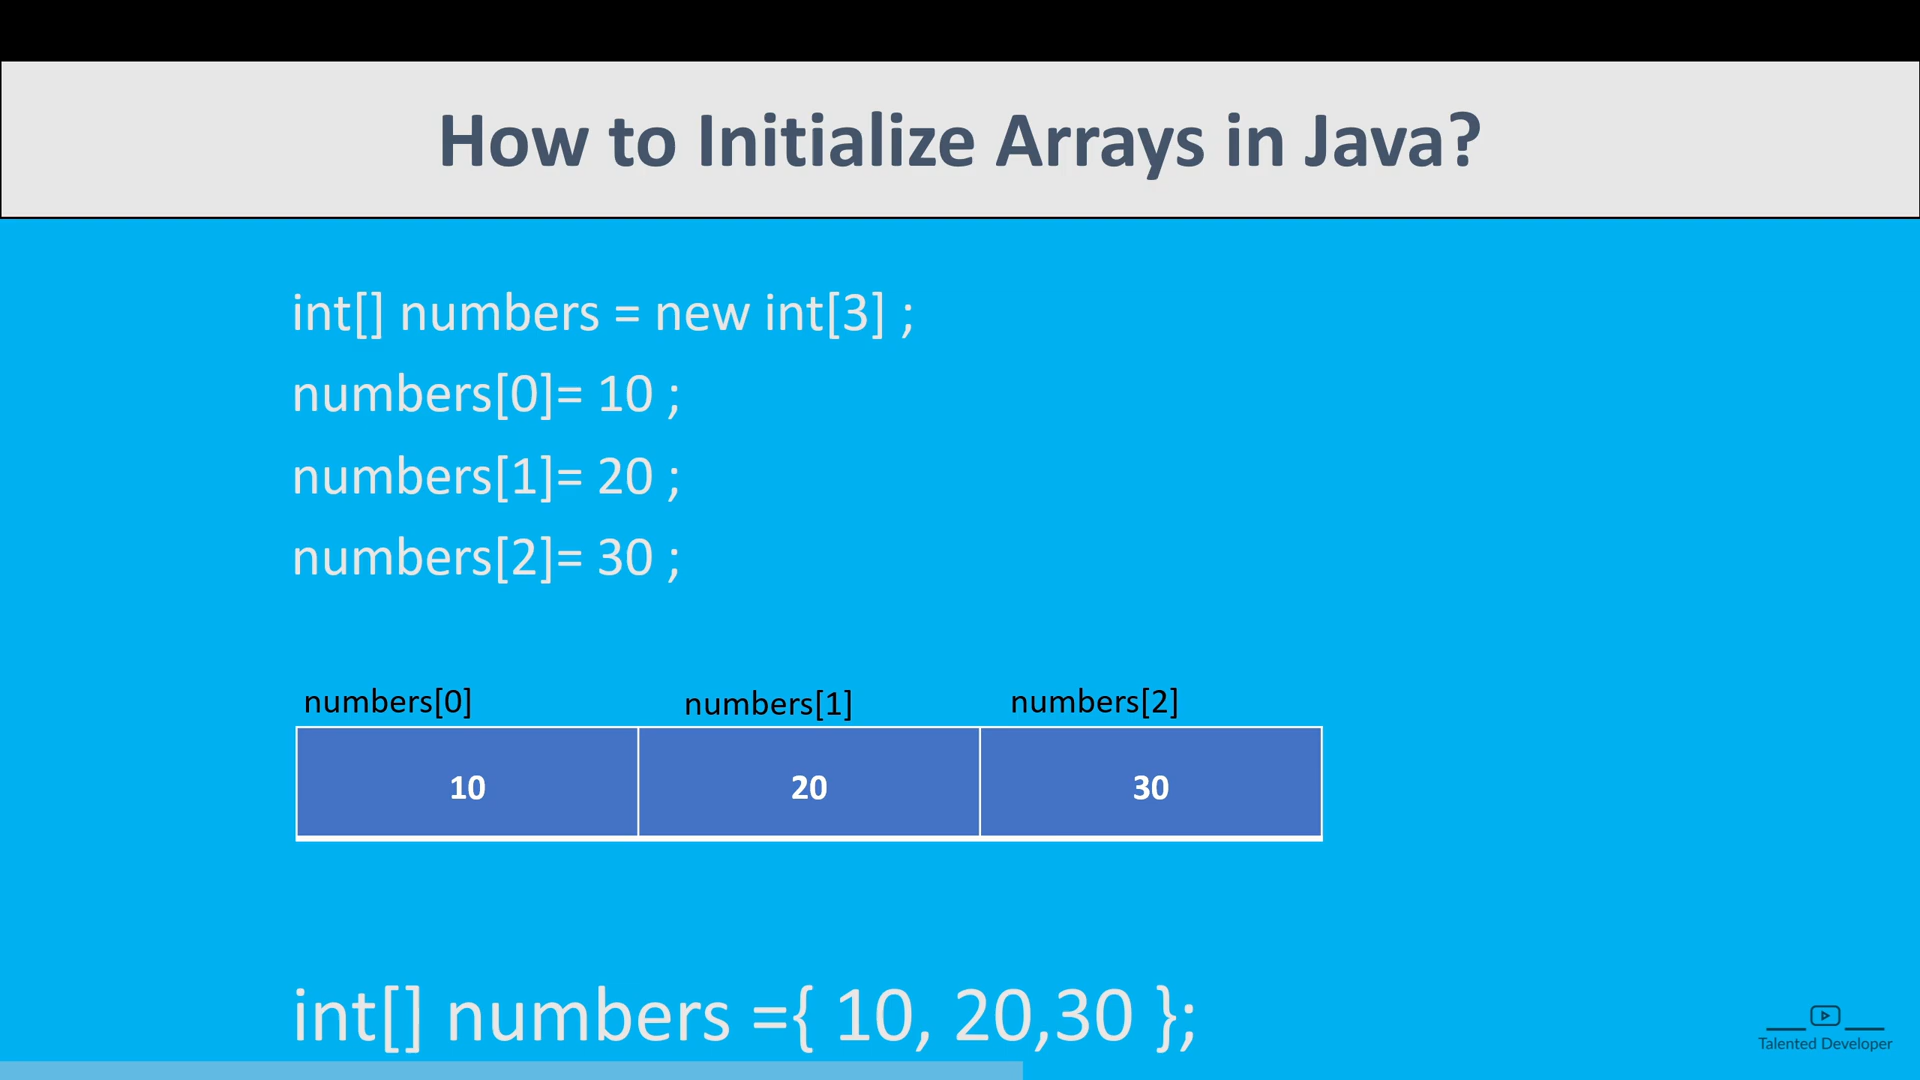 How to Initialize Arrays in Java?
int[] numbers = new int[3] ;
numbers[0]= 10 ;
numbers[1]= 20 ;
numbers[2]= 30 ;
numbers[0] numbers[1] numbers[2]
10 20 30
int[] numbers ={ 10, 20,30 };
Talented Developer